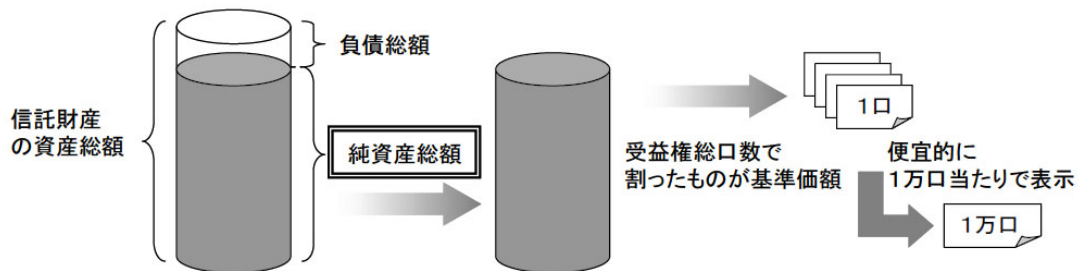 負債総額
信託財産
の資産総額
純資産総額
受益権総口数で
割ったものが基準価額
1口
便宜的に
1万口当たりで表示
1万口